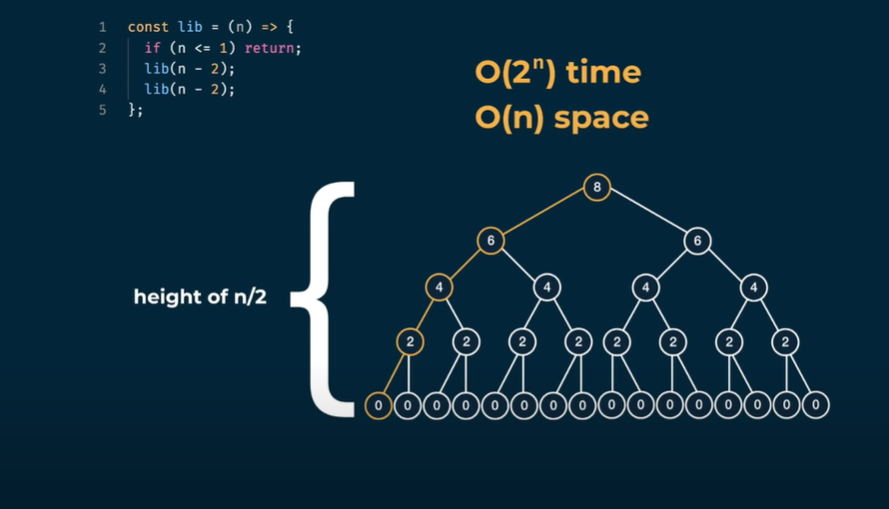 1 const lib = (n) => {
2 if (n <= 1) return;
3 lib(n - 2);
4 lib(n - 2);
5 };
O(2ⁿ) time
O(n) space
8
6 6
4 4 4 4
height of n/2
2 2 2 2 2 2 2 2
0 0 0 0 0 0 0 0 0 0 0 0 0 0 0 0